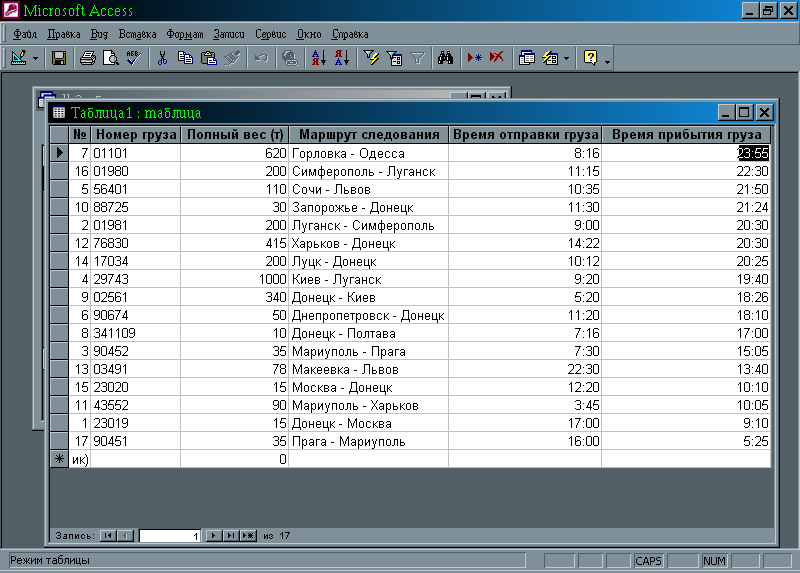 Microsoft Access
Файл Правка Вид Вставка Формат Записи Сервис Окно Справка
Таблица1 : таблица
№ Номер груза Полный вес (т) Маршрут следования Время отправки груза Время прибытия груза
7 01101 620 Горловка - Одесса 8:16 23:55
16 01980 200 Симферополь - Луганск 11:15 22:30
5 56401 110 Сочи - Львов 10:35 21:50
10 88725 30 Запорожье - Донецк 11:30 21:24
2 01981 200 Луганск - Симферополь 9:00 20:30
12 76830 415 Харьков - Донецк 14:22 20:30
14 17034 200 Луцк - Донецк 10:12 20:25
4 29743 1000 Киев - Луганск 9:20 19:40
9 02561 340 Донецк - Киев 5:20 18:26
6 90674 50 Днепропетровск - Донецк 11:20 18:10
8 341109 10 Донецк - Полтава 7:16 17:00
3 90452 35 Мариуполь - Прага 7:30 15:05
13 03491 78 Макеевка - Львов 22:30 13:40
15 23020 15 Москва - Донецк 12:20 10:10
11 43552 90 Мариуполь - Харьков 3:45 10:05
1 23019 15 Донецк - Москва 17:00 9:10
17 90451 35 Прага - Мариуполь 16:00 5:25
ик) 0
Запись: 1 из 17
Режим таблицы CAPS NUM